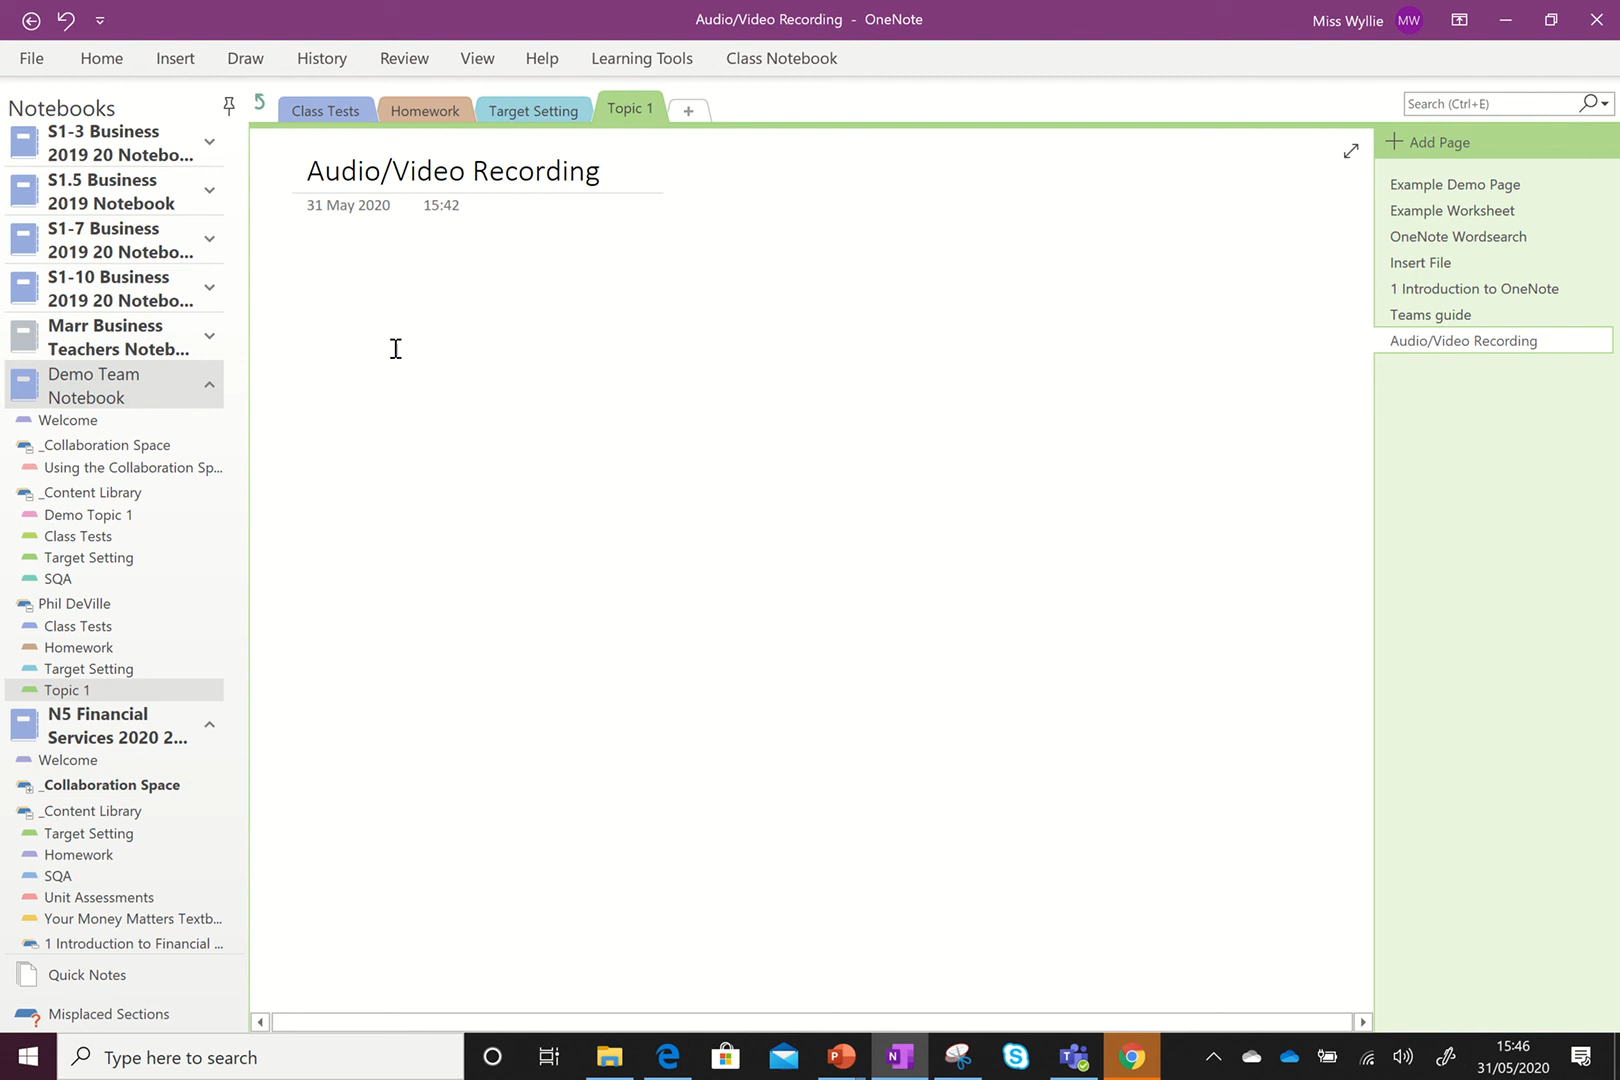 Audio/Video Recording - OneNote
Miss Wyllie
MW
File
Home
Insert
Draw
History
Review
View
Help
Learning Tools
Class Notebook
Notebooks
S1-3 Business
2019 20 Notebo...
S1.5 Business
2019 Notebook
S1-7 Business
2019 20 Notebo...
S1-10 Business
2019 20 Notebo...
Marr Business
Teachers Noteb...
Demo Team
Notebook
Welcome
_Collaboration Space
Using the Collaboration Sp...
_Content Library
Demo Topic 1
Class Tests
Target Setting
SQA
Phil DeVille
Class Tests
Homework
Target Setting
Topic 1
N5 Financial
Services 2020 2...
Welcome
_Collaboration Space
_Content Library
Target Setting
Homework
SQA
Unit Assessments
Your Money Matters Textb...
1 Introduction to Financial ...
Quick Notes
Misplaced Sections
Class Tests
Homework
Target Setting
Topic 1
Audio/Video Recording
31 May 2020 15:42
Search (Ctrl+E)
Add Page
Example Demo Page
Example Worksheet
OneNote Wordsearch
Insert File
1 Introduction to OneNote
Teams guide
Audio/Video Recording
Type here to search
15:46
31/05/2020